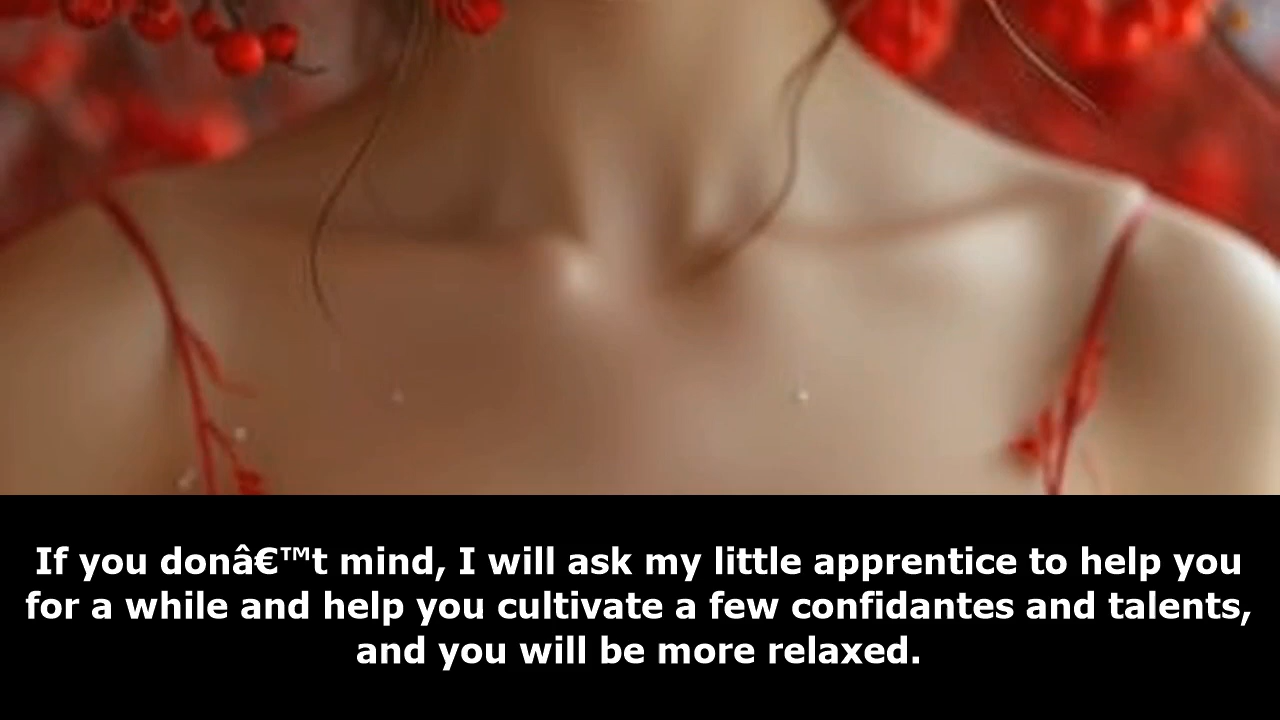 If you donâ€™t mind, I will ask my little apprentice to help you
for a while and help you cultivate a few confidantes and talents,
and you will be more relaxed.